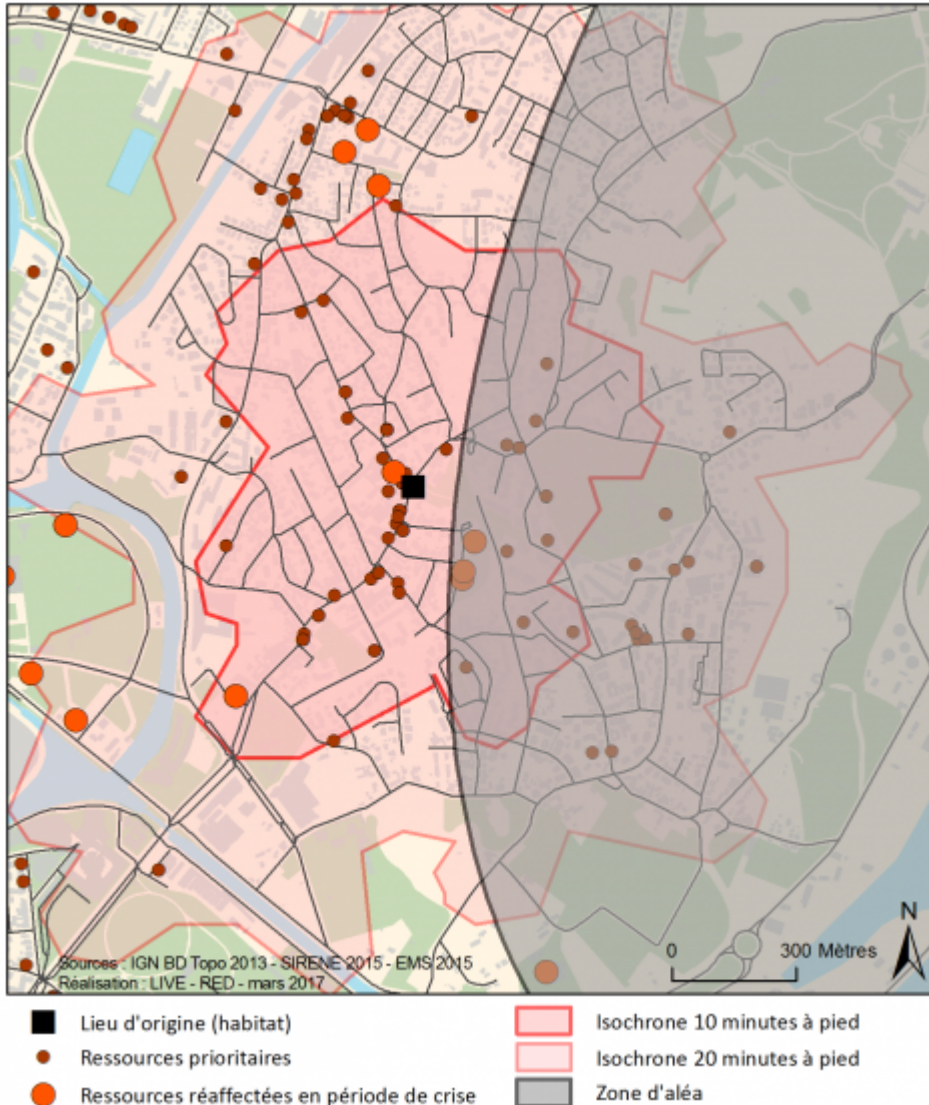 N
0 300 Mètres
Sources : IGN BD Topo 2013 - SIRENE 2015 - EMS 2015
Réalisation : LIVE - RED - mars 2017
Lieu d'origine (habitat)
Ressources prioritaires
Ressources réaffectées en période de crise
Isochrone 10 minutes à pied
Isochrone 20 minutes à pied
Zone d'aléa